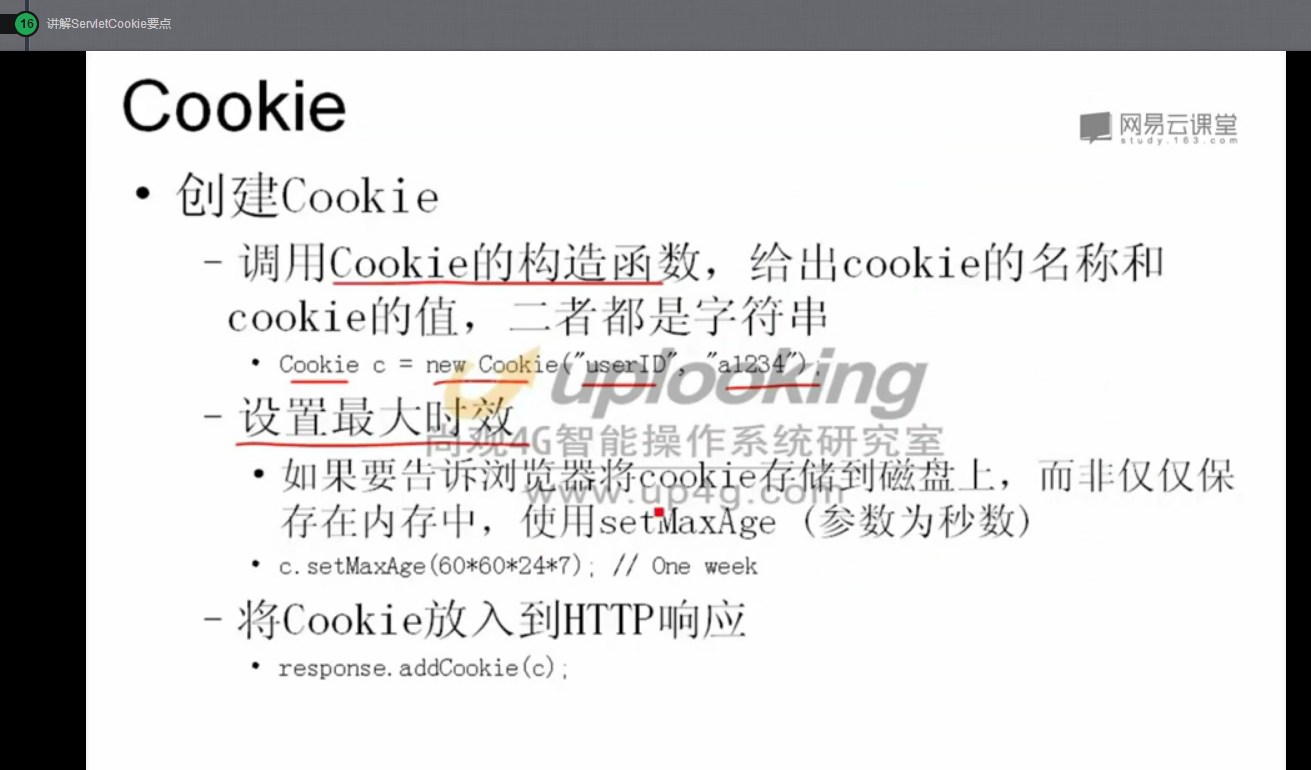 16 讲解ServletCookie要点
Cookie
网易云课堂
study.163.com
• 创建Cookie
– 调用Cookie的构造函数，给出cookie的名称和
cookie的值，二者都是字符串
• Cookie c = new Cookie("userID", "a1234");
uplooking
– 设置最大时效
尚观4G智能操作系统研究室
• 如果要告诉浏览器将cookie存储到磁盘上，而非仅仅保
www.up4g.com
存在内存中，使用setMaxAge (参数为秒数)
• c.setMaxAge(60*60*24*7); // One week
– 将Cookie放入到HTTP响应
• response.addCookie(c);